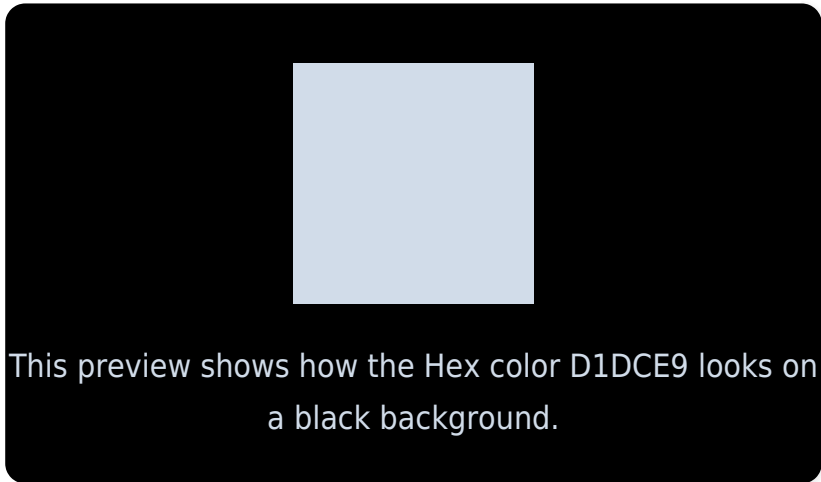 This preview shows how the Hex color D1DCE9 looks on
a black background.